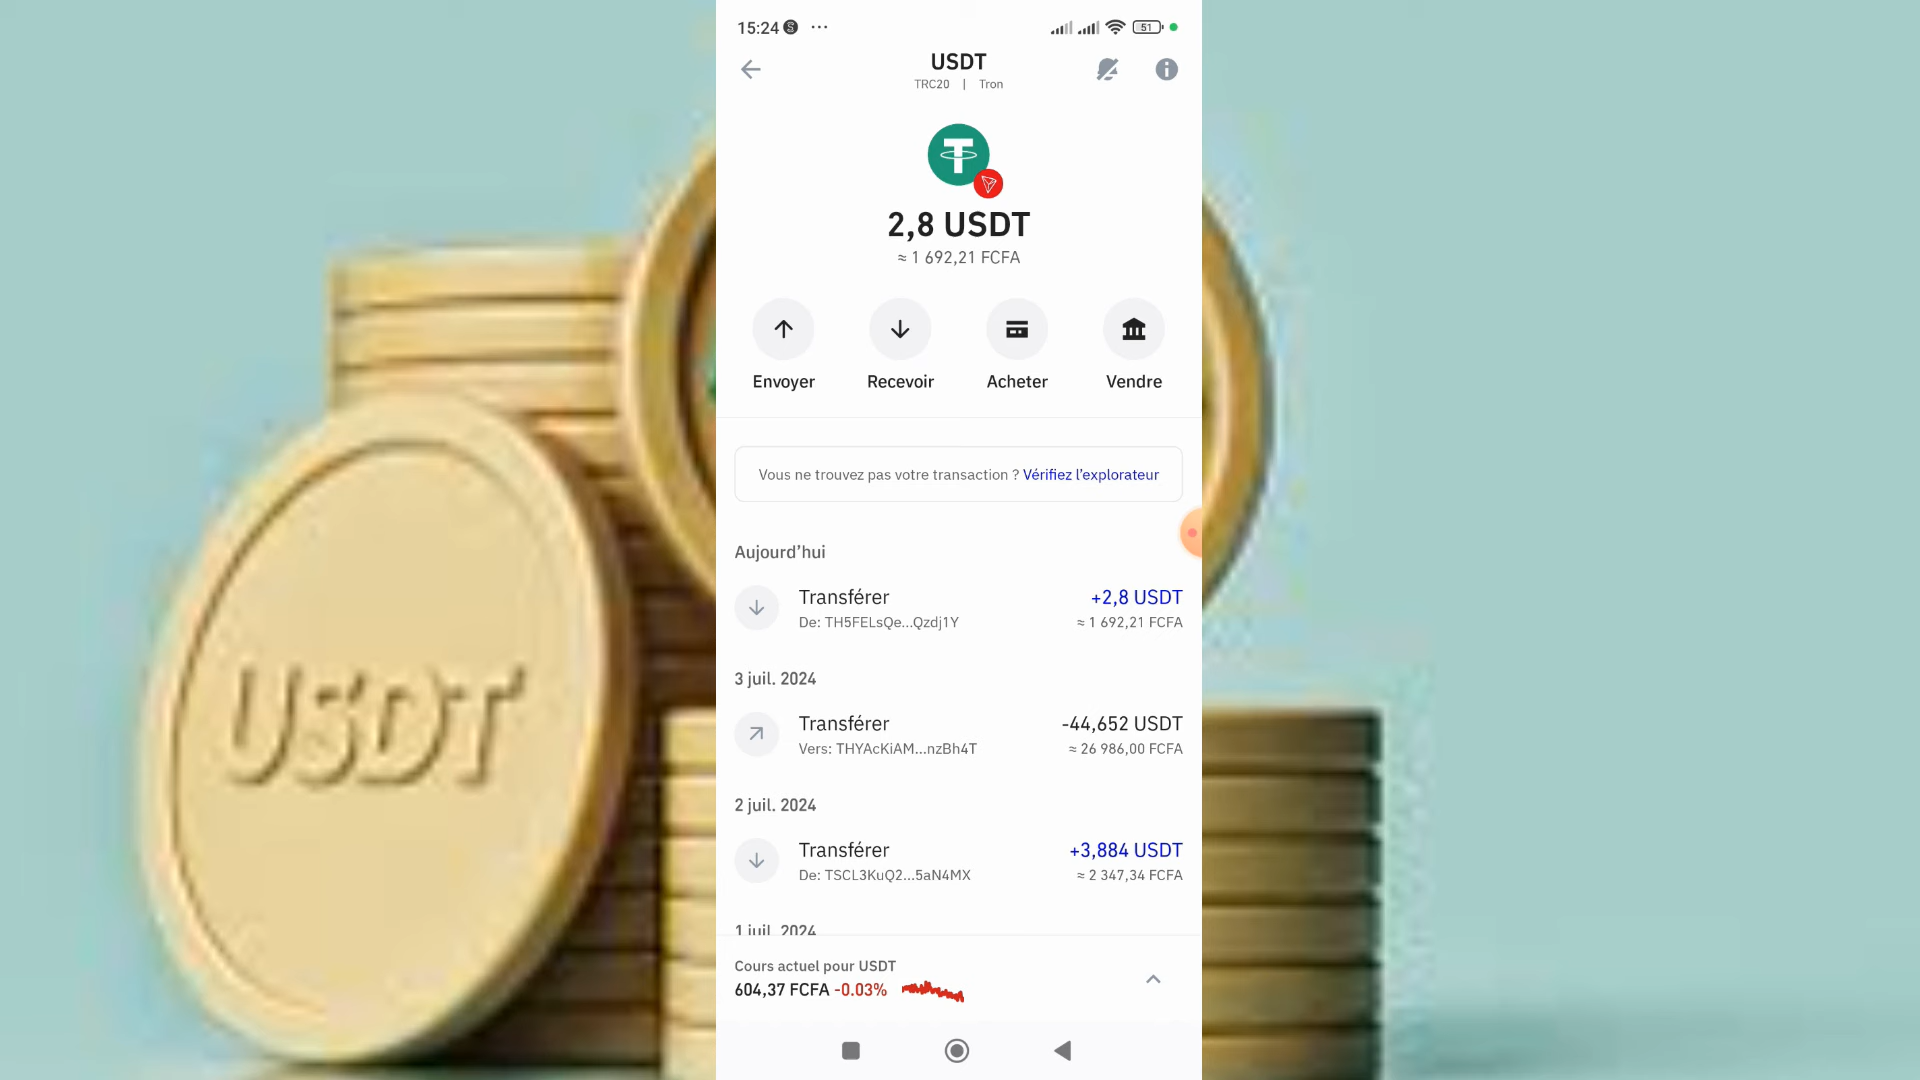 15:24
51
USDT
TRC20 | Tron
2,8 USDT
≈ 1 692,21 FCFA
Envoyer
Recevoir
Acheter
Vendre
Vous ne trouvez pas votre transaction ? Vérifiez l’explorateur
Aujourd’hui
Transférer
+2,8 USDT
De: TH5FELsQe...Qzdj1Y
≈ 1 692,21 FCFA
3 juil. 2024
Transférer
-44,652 USDT
Vers: THYAcKiAM...nzBh4T
≈ 26 986,00 FCFA
2 juil. 2024
Transférer
+3,884 USDT
De: TSCL3KuQ2...5aN4MX
≈ 2 347,34 FCFA
1 juil. 2024
Cours actuel pour USDT
604,37 FCFA -0.03%
USDT